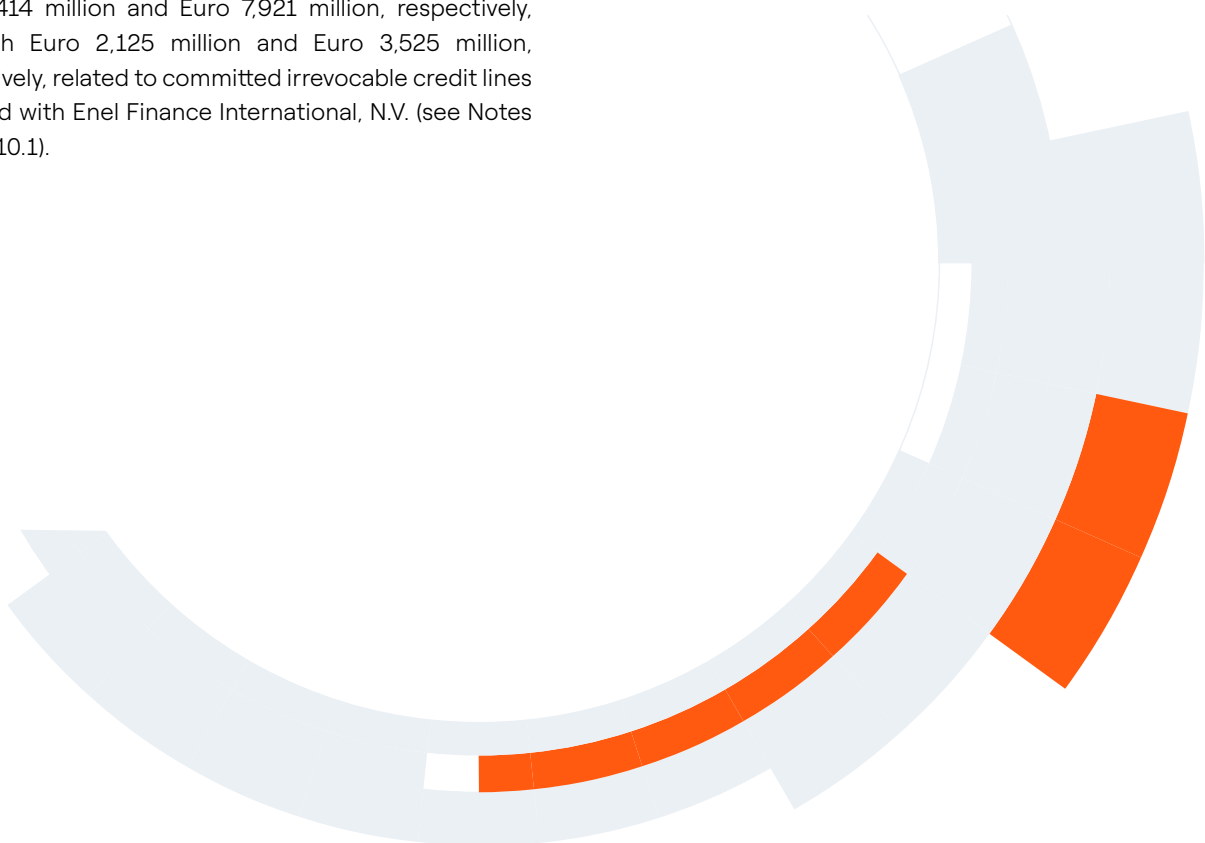 414 million and Euro 7,921 million, respectively,
h Euro 2,125 million and Euro 3,525 million,
vely, related to committed irrevocable credit lines
d with Enel Finance International, N.V. (see Notes
10.1).